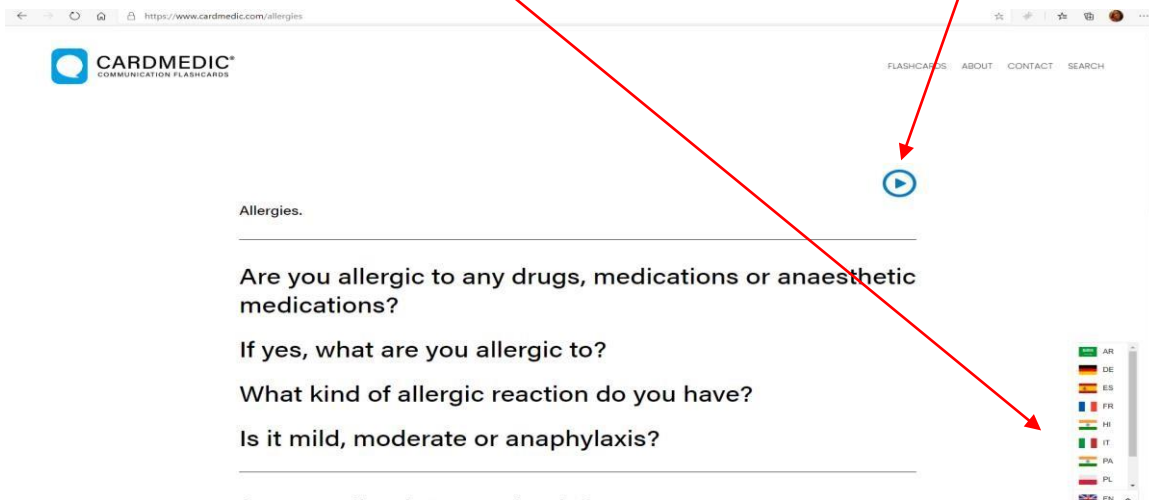 https://www.cardmedic.com/allergies
CARDMEDIC®
COMMUNICATION FLASHCARDS
FLASHCARDS ABOUT CONTACT SEARCH
Allergies.
Are you allergic to any drugs, medications or anaesthetic
medications?
If yes, what are you allergic to?
What kind of allergic reaction do you have?
Is it mild, moderate or anaphylaxis?
AR
DE
ES
FR
HI
IT
PA
PL
EN